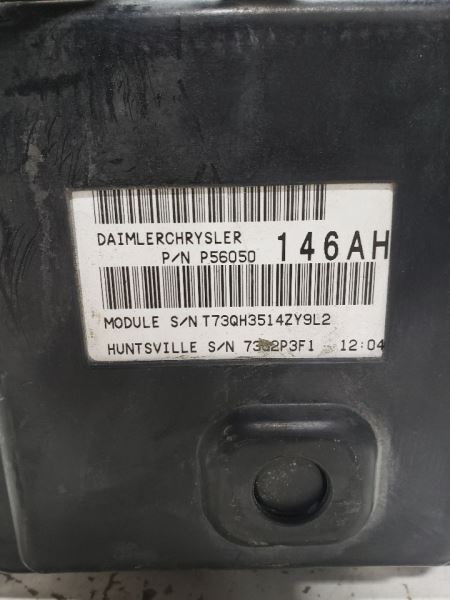 DAIMLERCHRYSLER
P/N P56050 146AH
MODULE S/N T73QH3514ZY9L2
HUNTSVILLE S/N 12:04